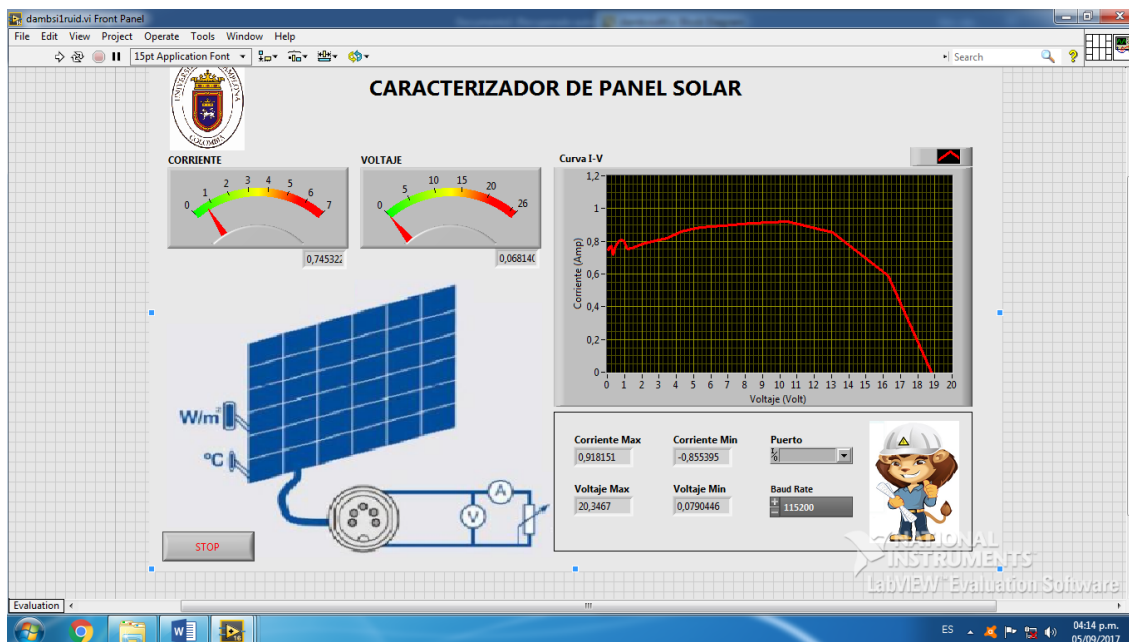 dambsi1ruid.vi Front Panel
File Edit View Project Operate Tools Window Help
15pt Application Font
Search
COLOMBIA
CARACTERIZADOR DE PANEL SOLAR
CORRIENTE
0 1 2 3 4 5 6 7
0,745322
VOLTAJE
0 5 10 15 20 26
0,06814
Curva I-V
1,2
1
0,8
0,6
0,4
0,2
0
Corriente (Amp)
0 1 2 3 4 5 6 7 8 9 10 11 12 13 14 15 16 17 18 19 20
Voltaje (Volt)
W/m²
ºC
A
V
Corriente Max
0,918151
Corriente Min
-0,855395
Puerto
Voltaje Max
20,3467
Voltaje Min
0,0790446
Baud Rate
115200
STOP
NATIONAL
INSTRUMENTS
LabVIEW Evaluation Software
Evaluation
ES
04:14 p.m.
05/09/2017